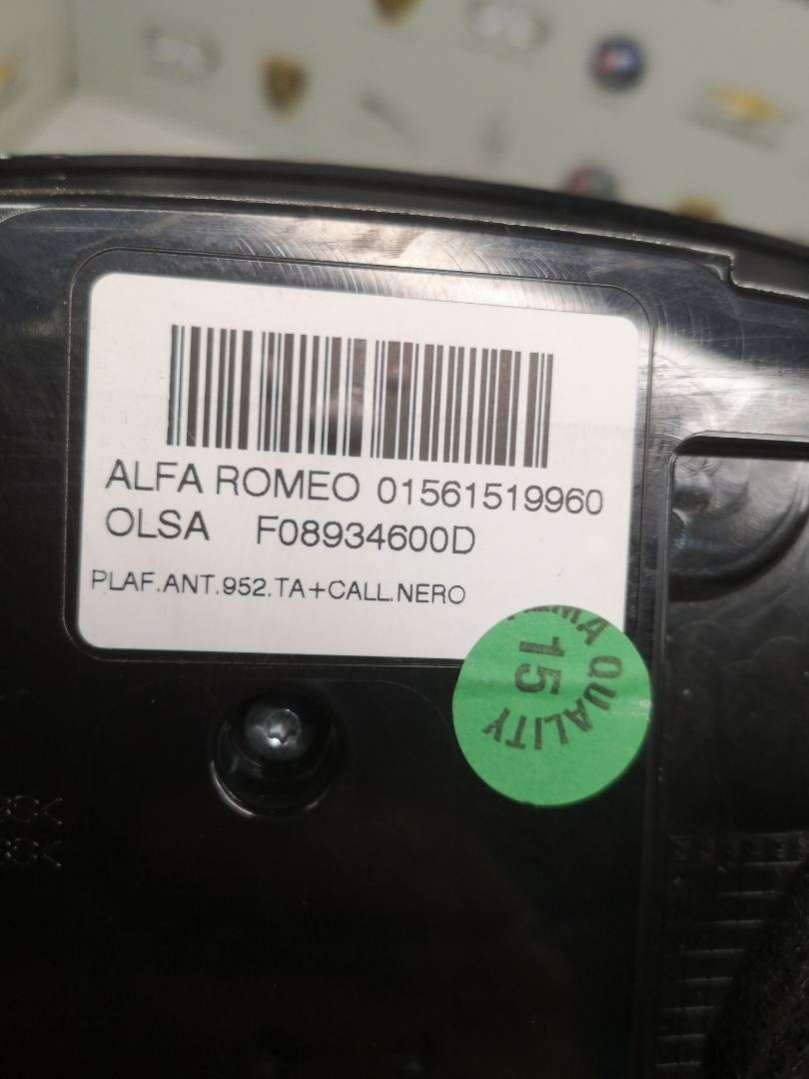 ALFA ROMEO 01561519960
OLSA F08934600D
PLAF.ANT.952.TA+CALL.NERO
QUALITY
15